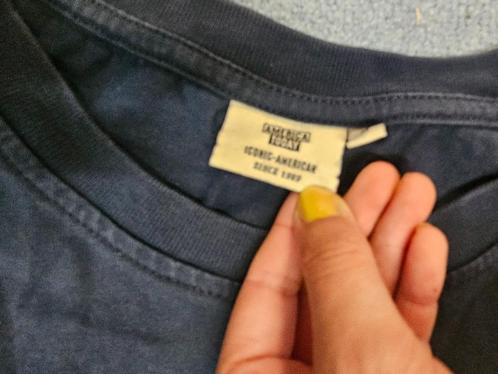 AMERICA
TODAY
ICONIC-AMERICAN
SINCE 1989